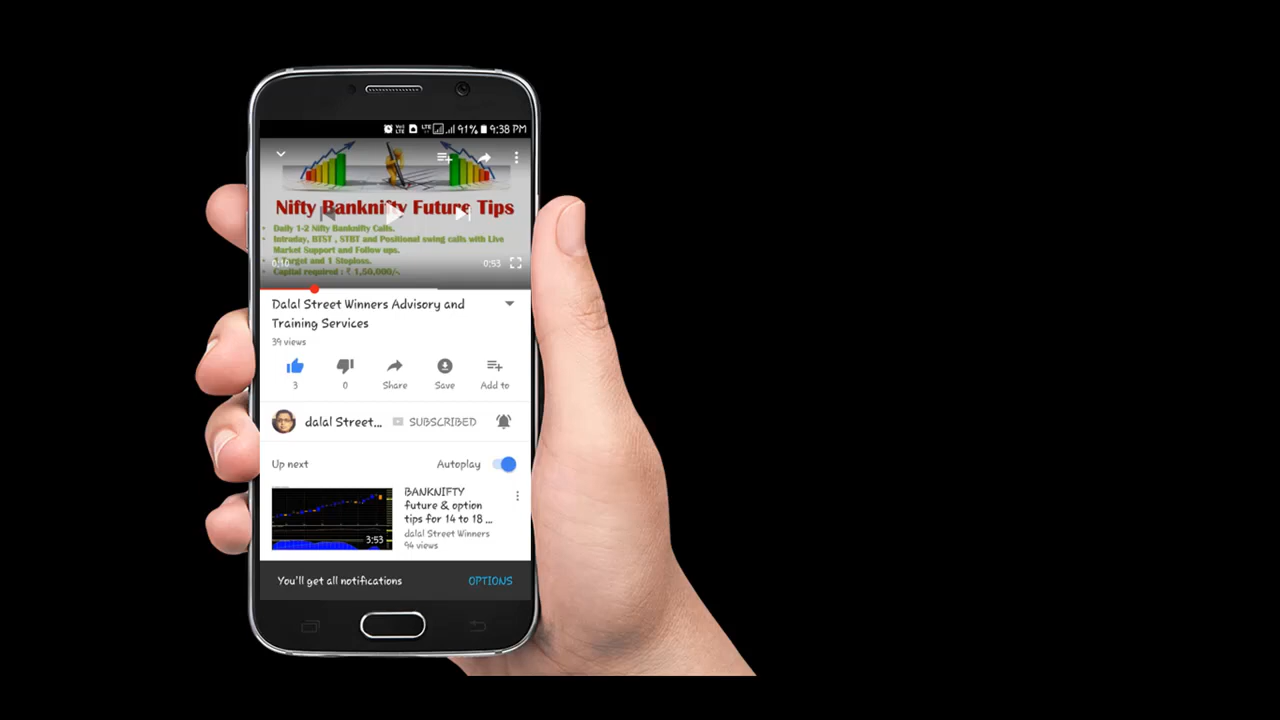 LTE 91% 9:38 PM
Nifty Banknifty Future Tips
• Daily 1-2 Nifty Banknifty Calls.
• Intraday, BTST , STBT and Positional swing calls with Live
Market Support and Follow ups.
• 1 Target and 1 Stoploss.
• Capital required : ₹ 1,50,000/-.
0:10 0:53
Dalal Street Winners Advisory and
Training Services
39 views
3 0 Share Save Add to
dalal Street... SUBSCRIBED
Up next Autoplay
BANKNIFTY
future & option
tips for 14 to 18 ...
3:53
dalal Street Winners
94 views
You'll get all notifications OPTIONS